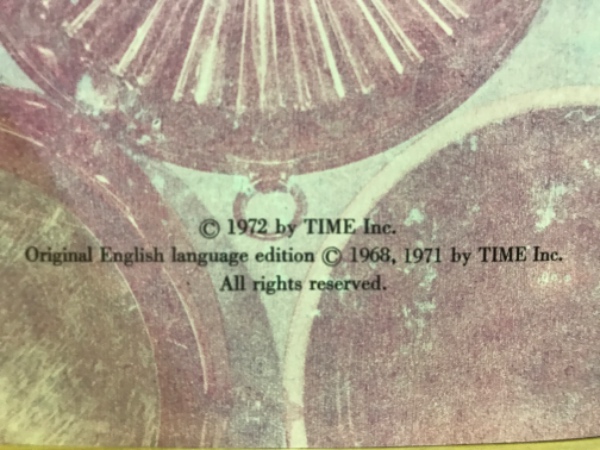 © 1972 by TIME Inc.
Original English language edition © 1968, 1971 by TIME Inc.
All rights reserved.